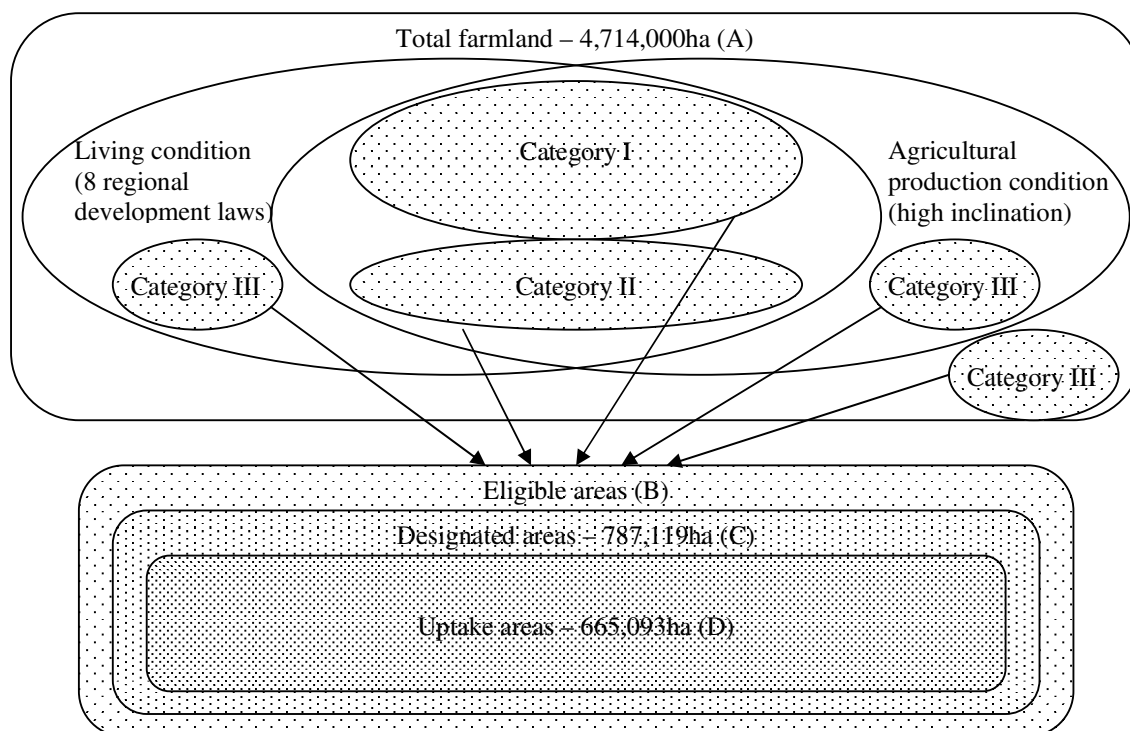 Total farmland – 4,714,000ha (A)
Living condition
(8 regional
development laws)
Category I
Agricultural
production condition
(high inclination)
Category III
Category II
Category III
Category III
Eligible areas (B)
Designated areas – 787,119ha (C)
Uptake areas – 665,093ha (D)